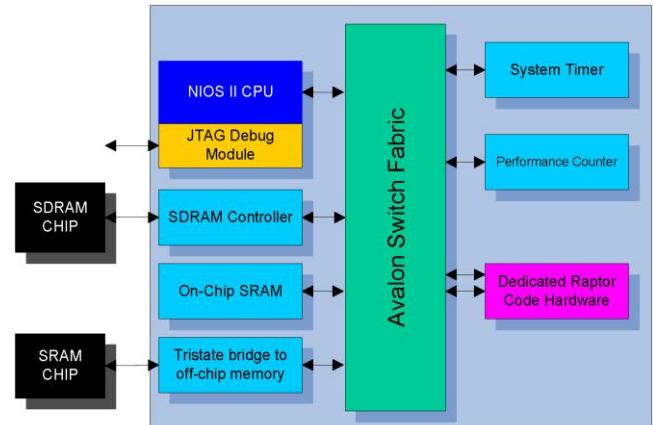 NIOS II CPU
JTAG Debug
Module
SDRAM
CHIP
SDRAM Controller
On-Chip SRAM
SRAM
CHIP
Tristate bridge to
off-chip memory
Avalon Switch Fabric
System Timer
Performance Counter
Dedicated Raptor
Code Hardware